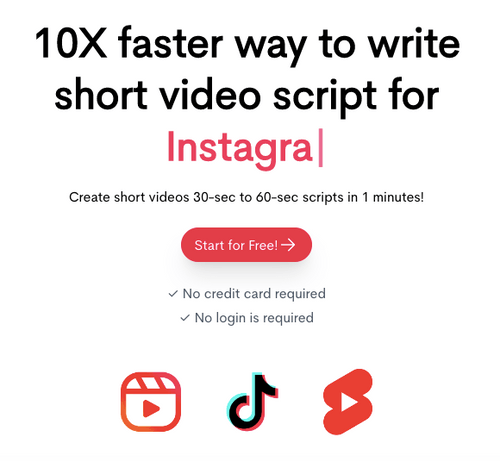 10X faster way to write
short video script for
Instagra|
Create short videos 30-sec to 60-sec scripts in 1 minutes!
Start for Free! →
✓ No credit card required
✓ No login is required